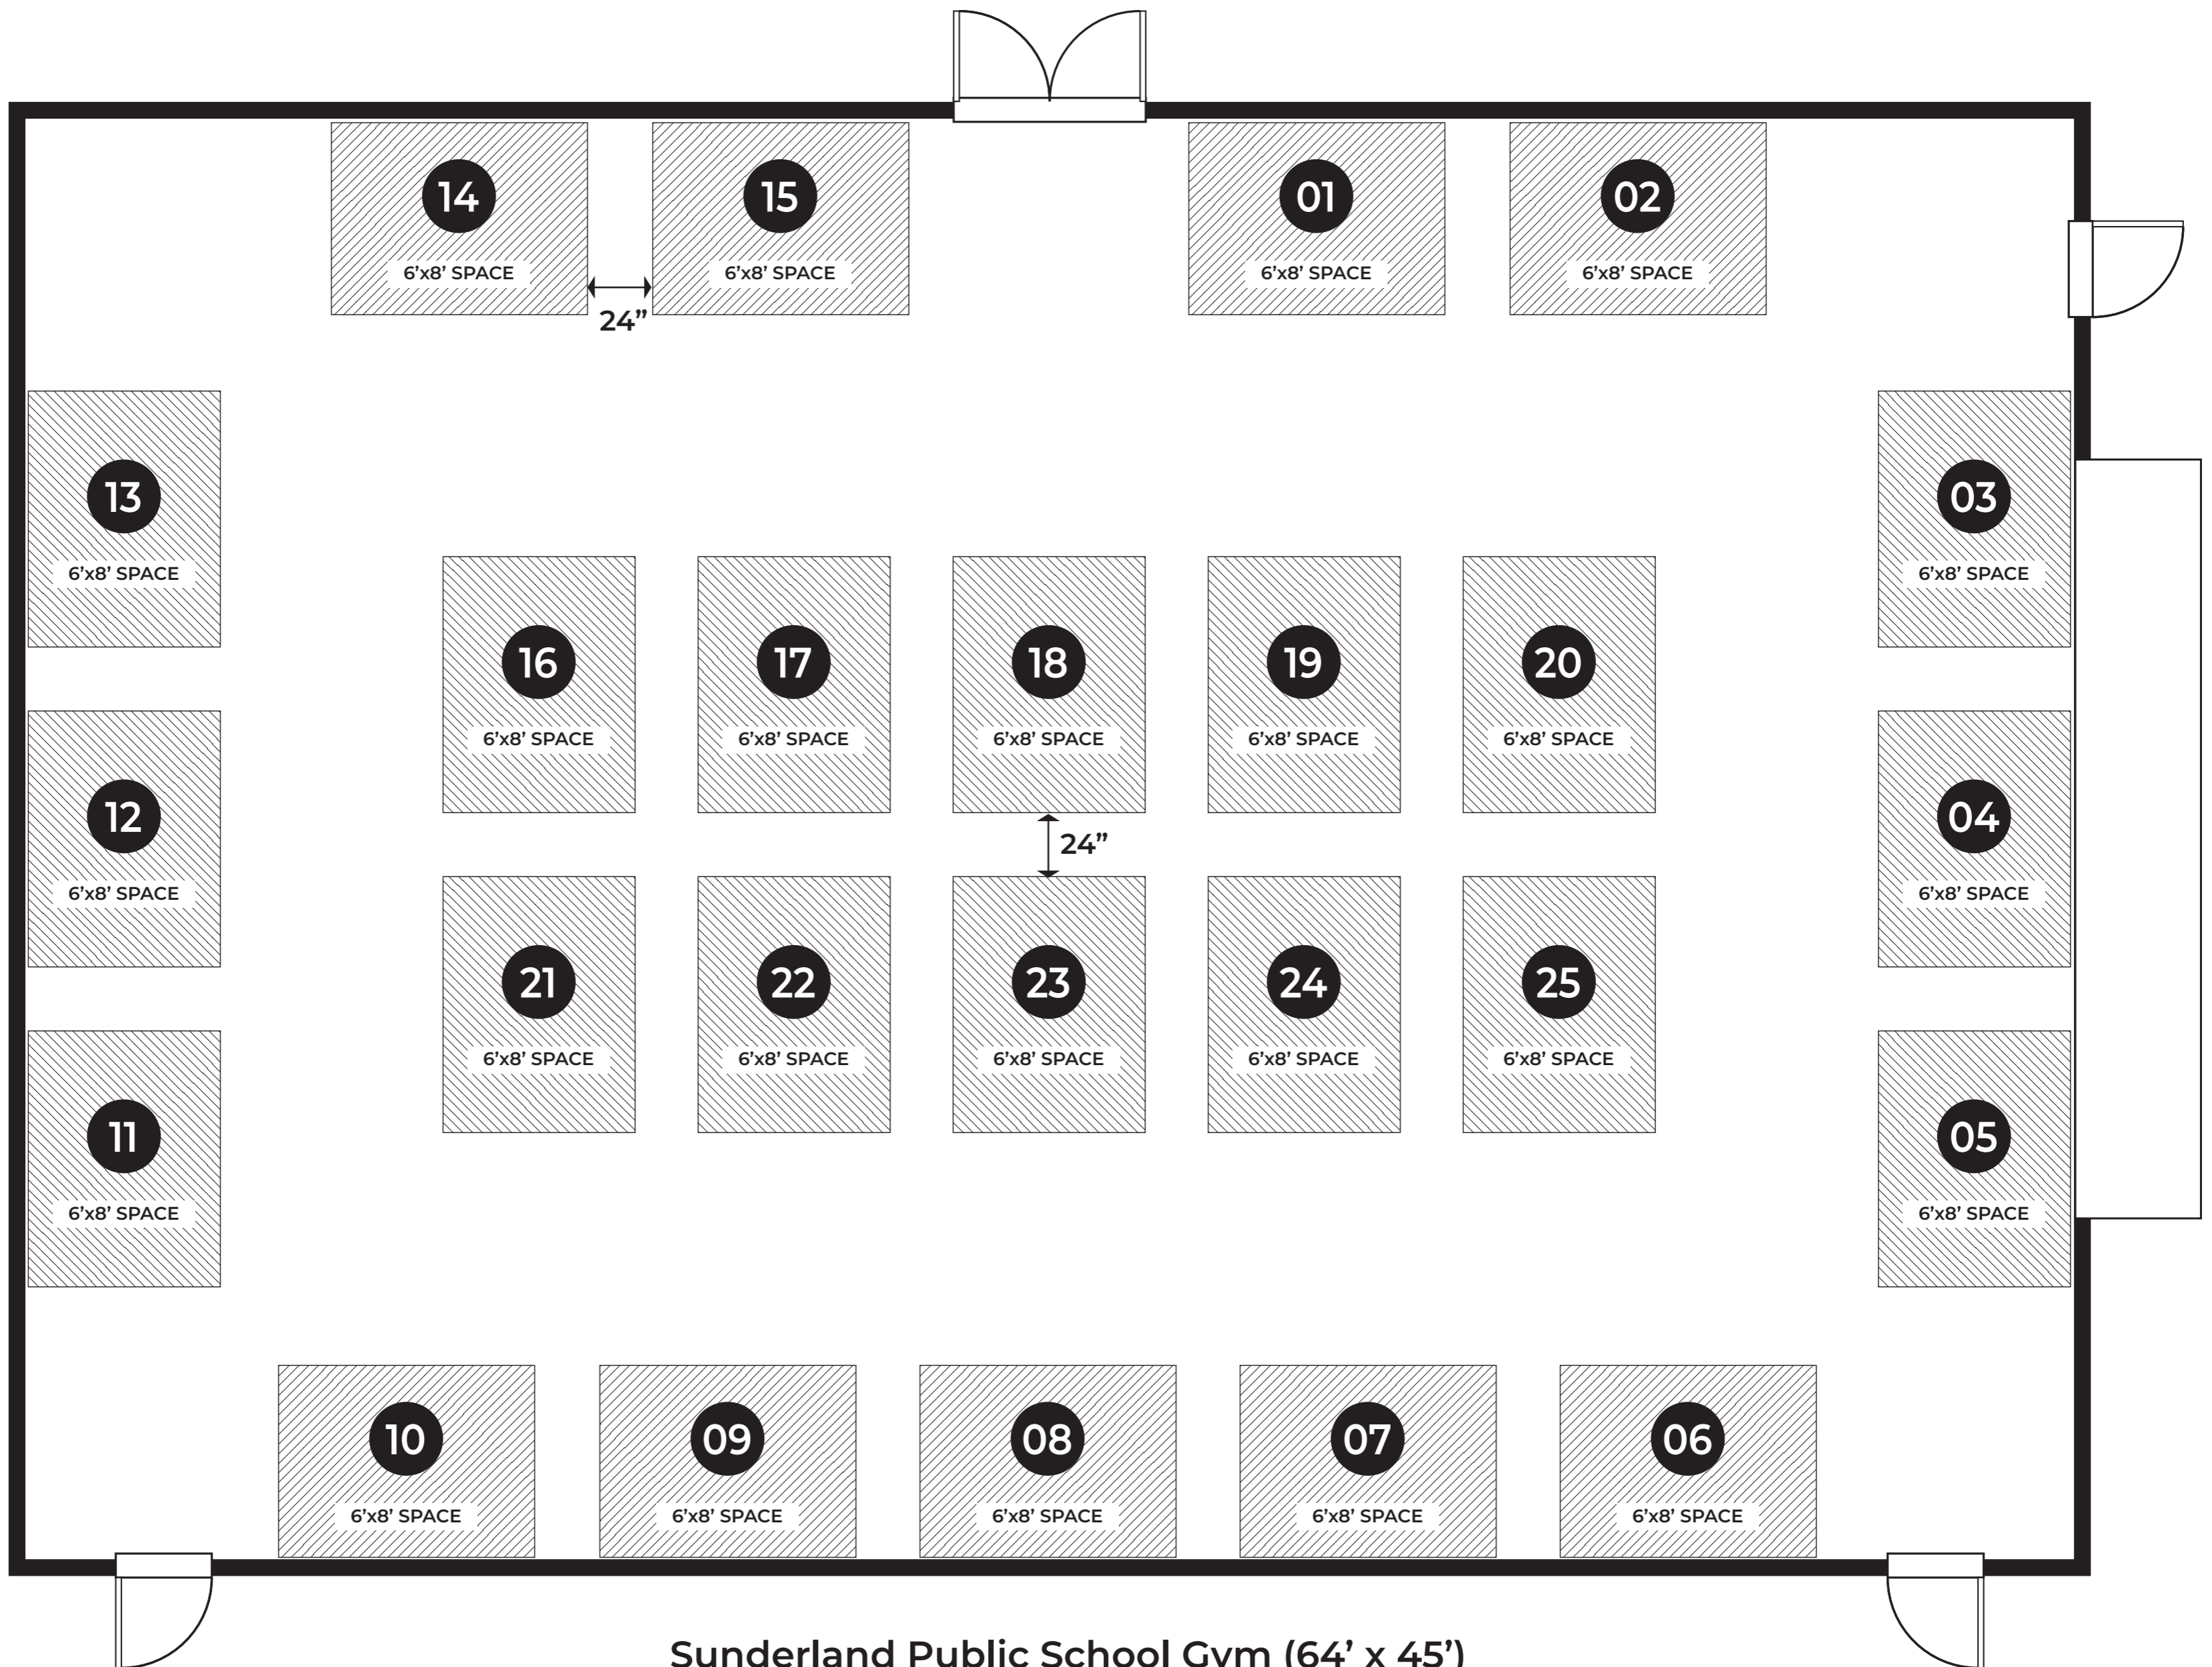 14 15 01 02
6’x8’ SPACE 6’x8’ SPACE 6’x8’ SPACE 6’x8’ SPACE
24”
13 03
6’x8’ SPACE 6’x8’ SPACE
16 17 18 19 20
6’x8’ SPACE 6’x8’ SPACE 6’x8’ SPACE 6’x8’ SPACE 6’x8’ SPACE
12 04
24”
6’x8’ SPACE 6’x8’ SPACE
21 22 23 24 25
6’x8’ SPACE 6’x8’ SPACE 6’x8’ SPACE 6’x8’ SPACE 6’x8’ SPACE
11 05
6’x8’ SPACE 6’x8’ SPACE
10 09 08 07 06
6’x8’ SPACE 6’x8’ SPACE 6’x8’ SPACE 6’x8’ SPACE 6’x8’ SPACE
Sunderland Public School Gym (64’ x 45’)